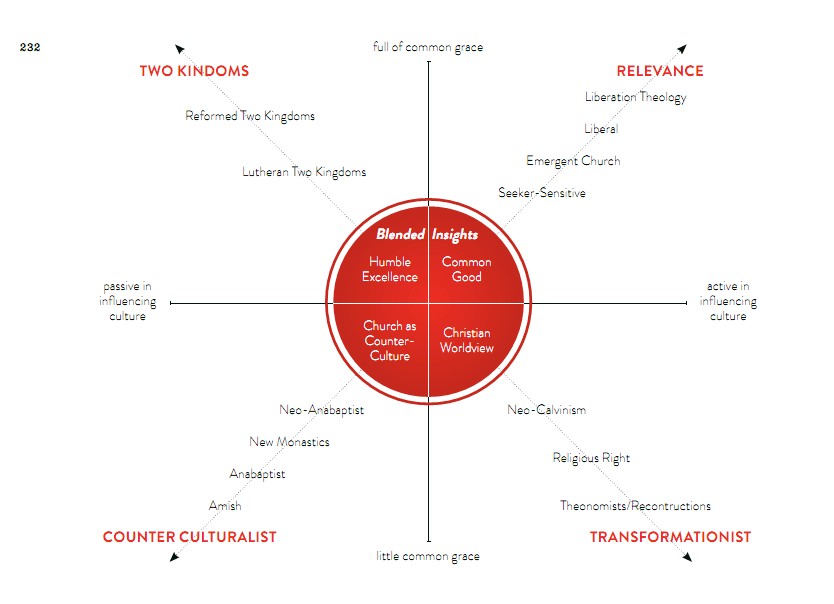 232
full of common grace
TWO KINDOMS
RELEVANCE
Liberation Theology
Reformed Two Kingdoms
Liberal
Emergent Church
Lutheran Two Kingdoms
Seeker-Sensitive
Blended Insights
Humble
Excellence
Common
Good
passive in
influencing
culture
active in
influencing
culture
Church as
Counter-
Culture
Christian
Worldview
Neo-Anabaptist
Neo-Calvinism
New Monastics
Religious Right
Anabaptist
Amish
Theonomists/Recontructions
COUNTER CULTURALIST
TRANSFORMATIONIST
little common grace